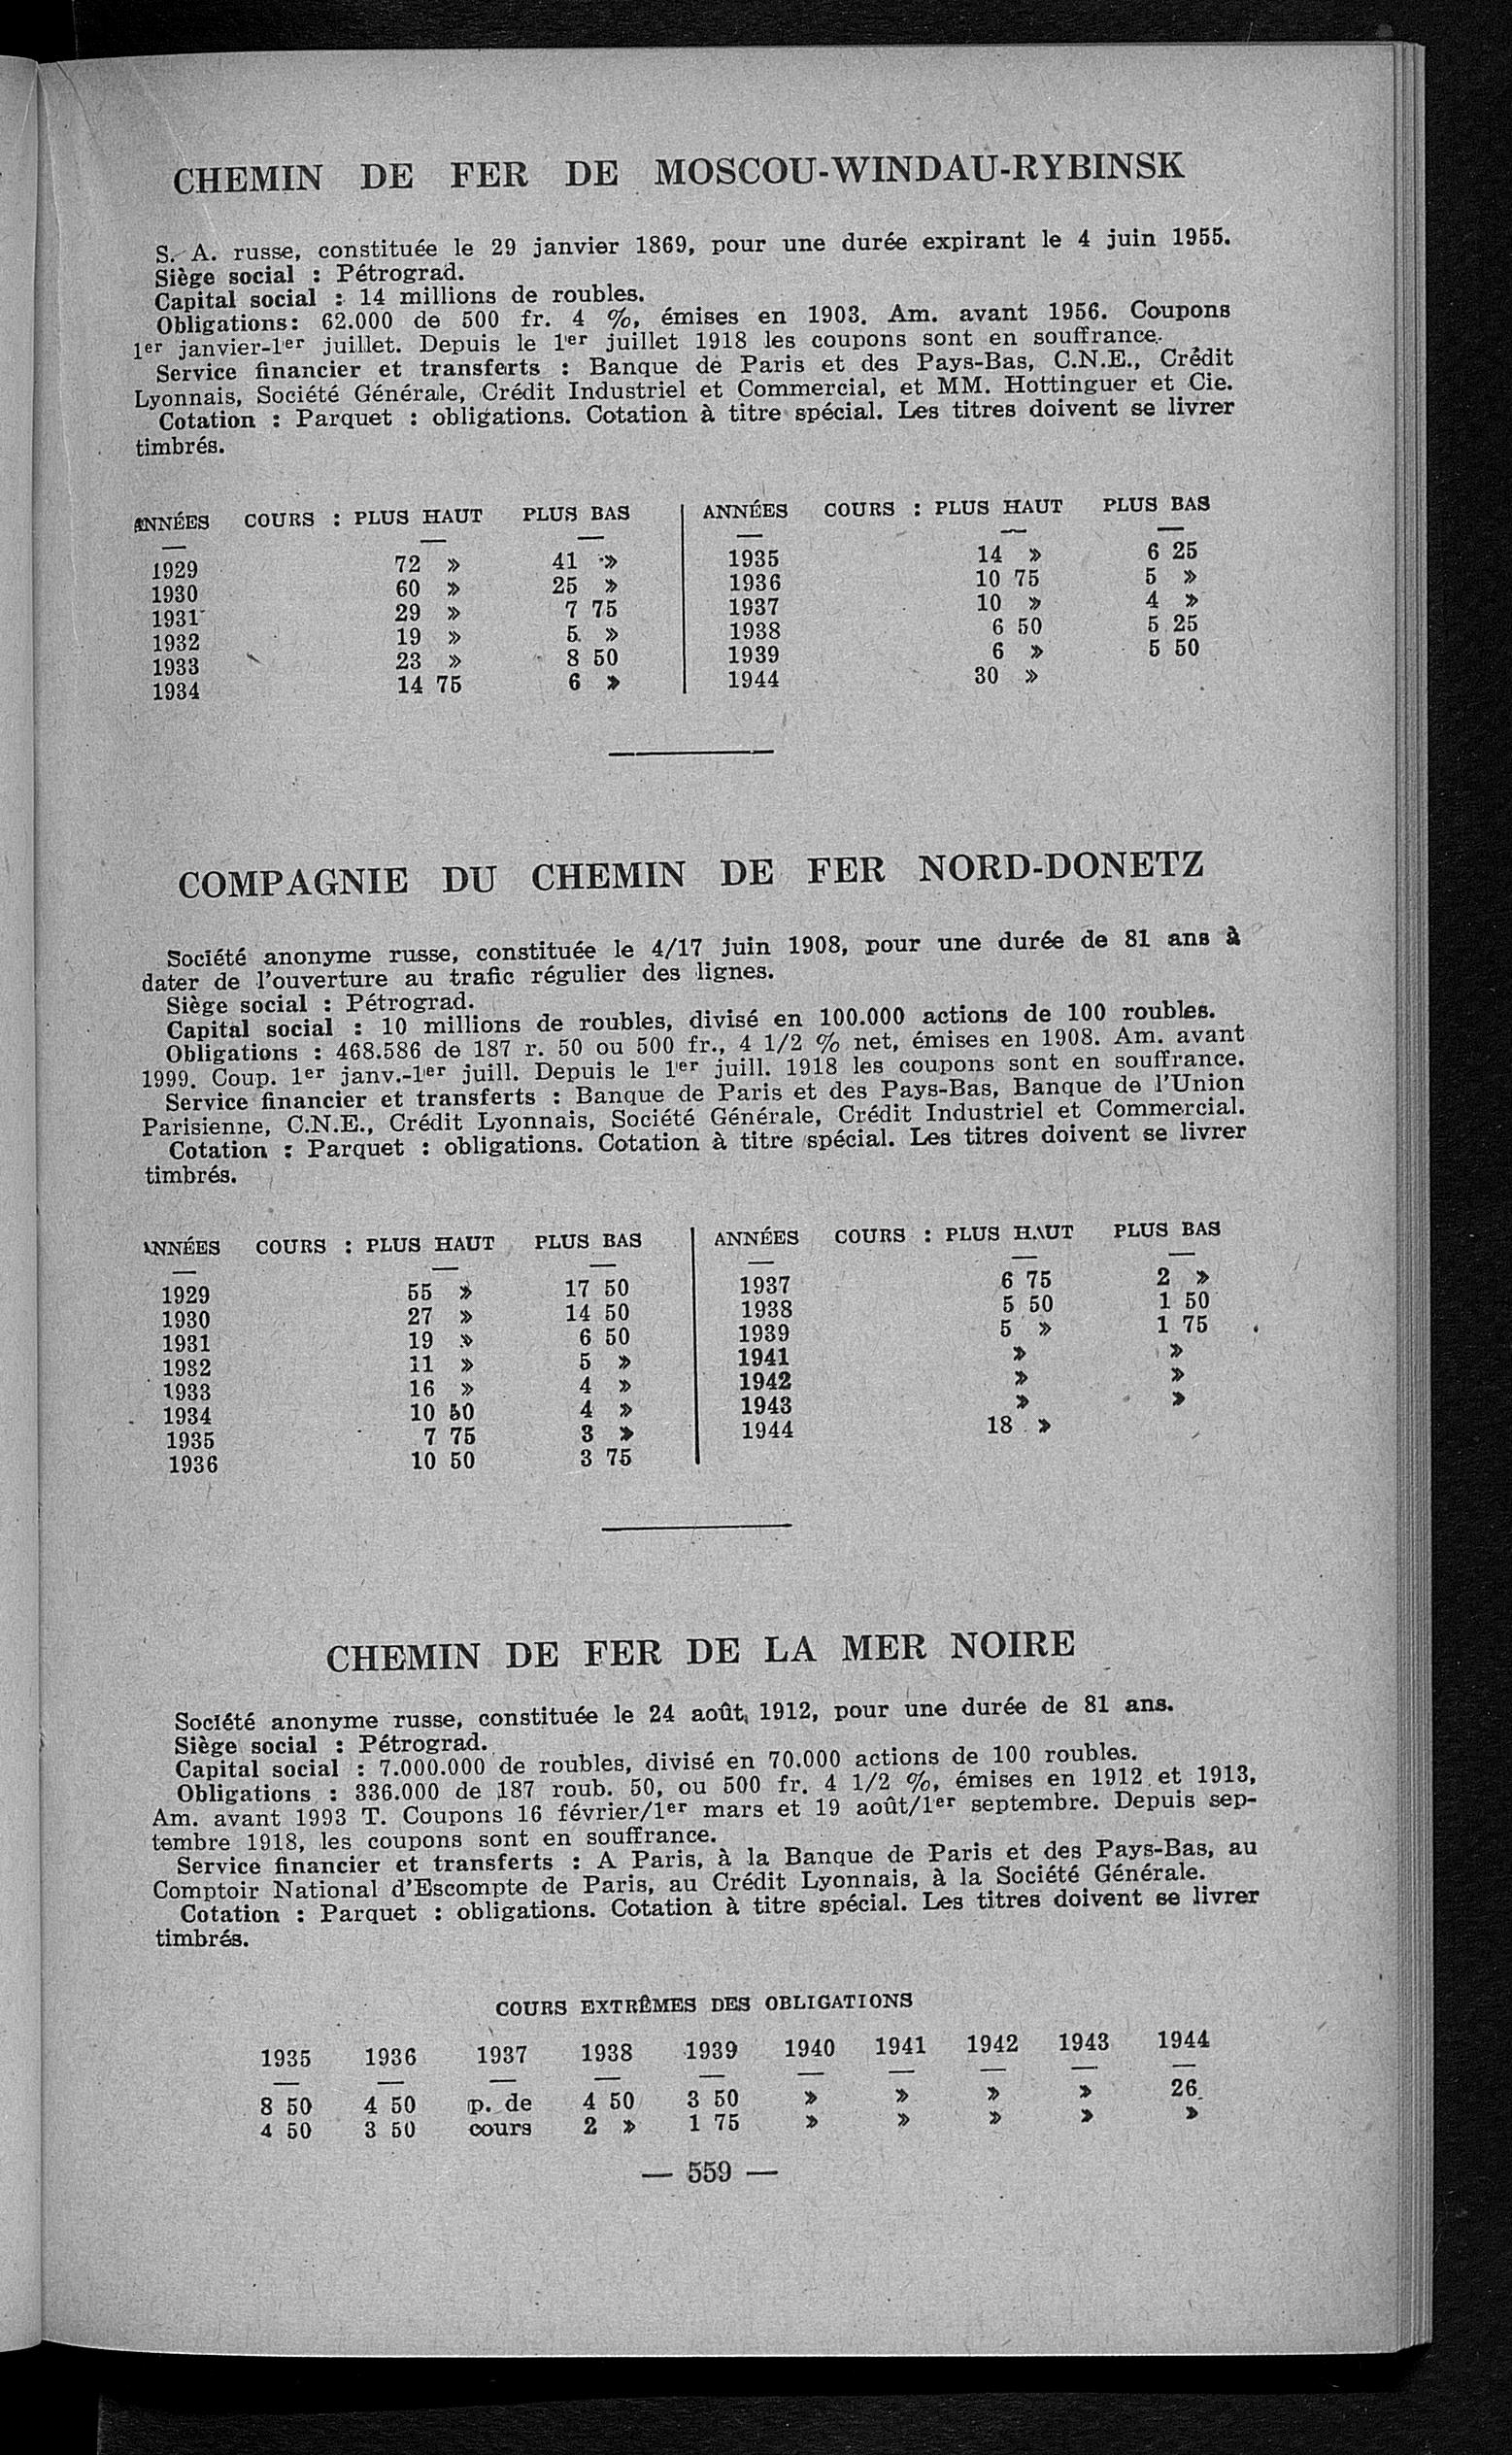 CHEMIN DE FER DE MOSCOU-WINDAU-RYBINSK
S. A. russe, constituée le 29 janvier 1869, pour une durée expirant le 4 juin 1955.
Siège social : Pétrograd.
Capital social : 14 millions de roubles.
Obligations: 62.000 de 500 fr. 4 %, émises en 1903. Am. avant 1956. Coupons
1er janvier-1er juillet. Depuis le 1er juillet 1918 les coupons sont en souffrance.
Service financier et transferts : Banque de Paris et des Pays-Bas, C.N.E., Crédit
Lyonnais, Société Générale, Crédit Industriel et Commercial, et MM. Hottinguer et Cie.
Cotation : Parquet : obligations. Cotation à titre spécial. Les titres doivent se livrer
timbrés.
ANNÉES COURS : PLUS HAUT PLUS BAS ANNÉES COURS : PLUS HAUT PLUS BAS
1929 72 » 41 » 1935 14 » 6 25
1930 60 » 25 » 1936 10 75 5 »
1931 29 » 7 75 1937 10 » 4 »
1932 19 » 5 » 1938 6 50 5 25
1933 23 » 8 50 1939 6 » 5 50
1934 14 75 6 » 1944 30 »
COMPAGNIE DU CHEMIN DE FER NORD-DONETZ
Société anonyme russe, constituée le 4/17 juin 1908, pour une durée de 81 ans à
dater de l'ouverture au trafic régulier des lignes.
Siège social : Pétrograd.
Capital social : 10 millions de roubles, divisé en 100.000 actions de 100 roubles.
Obligations : 468.586 de 187 r. 50 ou 500 fr., 4 1/2 % net, émises en 1908. Am. avant
1999. Coup. 1er janv.-1er juill. Depuis le 1er juill. 1918 les coupons sont en souffrance.
Service financier et transferts : Banque de Paris et des Pays-Bas, Banque de l'Union
Parisienne, C.N.E., Crédit Lyonnais, Société Générale, Crédit Industriel et Commercial.
Cotation : Parquet : obligations. Cotation à titre spécial. Les titres doivent se livrer
timbrés.
ANNÉES COURS : PLUS HAUT PLUS BAS ANNÉES COURS : PLUS HAUT PLUS BAS
1929 55 » 17 50 1937 6 75 2 »
1930 27 » 14 50 1938 5 50 1 50
1931 19 » 6 50 1939 5 » 1 75
1932 11 » 5 » 1941 » »
1933 16 » 4 » 1942 » »
1934 10 50 4 » 1943 » »
1935 7 75 3 » 1944 18 »
1936 10 50 3 75
CHEMIN DE FER DE LA MER NOIRE
Société anonyme russe, constituée le 24 août 1912, pour une durée de 81 ans.
Siège social : Pétrograd.
Capital social : 7.000.000 de roubles, divisé en 70.000 actions de 100 roubles.
Obligations : 336.000 de 187 roub. 50, ou 500 fr. 4 1/2 %, émises en 1912 et 1913,
Am. avant 1993 T. Coupons 16 février/1er mars et 19 août/1er septembre. Depuis sep-
tembre 1918, les coupons sont en souffrance.
Service financier et transferts : A Paris, à la Banque de Paris et des Pays-Bas, au
Comptoir National d'Escompte de Paris, au Crédit Lyonnais, à la Société Générale.
Cotation : Parquet : obligations. Cotation à titre spécial. Les titres doivent se livrer
timbrés.
COURS EXTRÊMES DES OBLIGATIONS
1935 1936 1937 1938 1939 1940 1941 1942 1943 1944
8 50 4 50 p. de 4 50 3 50 » » » » 26
4 50 3 50 cours 2 » 1 75 » » » » »
— 559 —